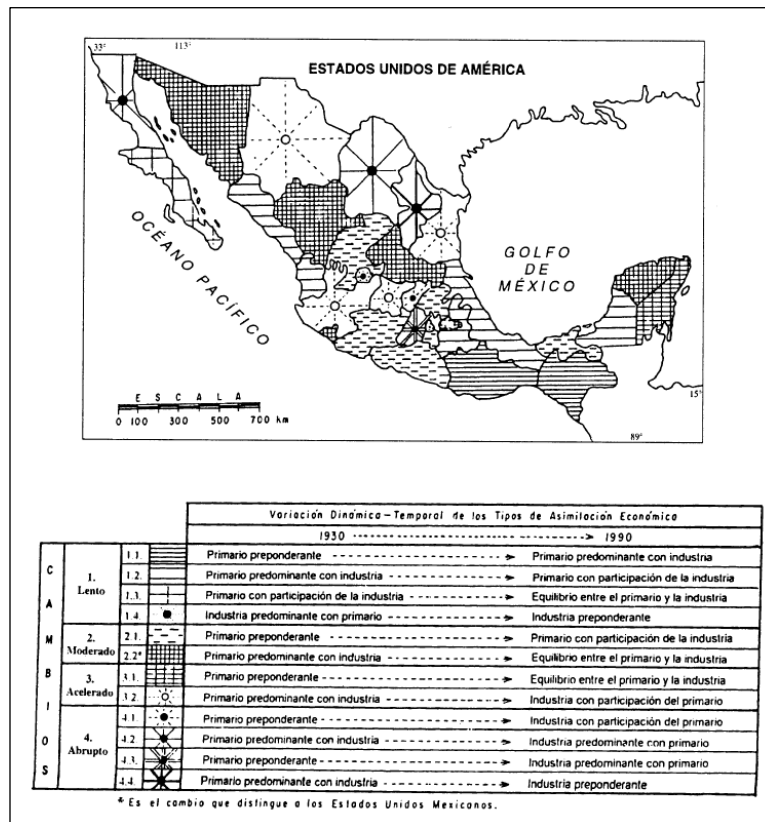 33° 113°
ESTADOS UNIDOS DE AMÉRICA
OCÉANO PACÍFICO
GOLFO
DE
MÉXICO
ESCALA
0 100 300 500 700 km
15°
89°
Variación Dinámica-Temporal de los Tipos de Asimilación Económica
1930 1990
CAMBIOS
1. Lento
1.1. Primario preponderante Primario predominante con industria
1.2. Primario predominante con industria Primario con participación de la industria
1.3. Primario con participación de la industria Equilibrio entre el primario y la industria
1.4. Industria predominante con primario Industria preponderante
2. Moderado
2.1. Primario preponderante Primario con participación de la industria
2.2* Primario predominante con industria Equilibrio entre el primario y la industria
3. Acelerado
3.1. Primario preponderante Equilibrio entre el primario y la industria
3.2. Primario predominante con industria Industria con participación del primario
4. Abrupto
4.1. Primario preponderante Industria con participación del primario
4.2. Primario predominante con industria Industria predominante con primario
4.3. Primario preponderante Industria predominante con primario
4.4. Primario predominante con industria Industria preponderante
* Es el cambio que distingue a los Estados Unidos Mexicanos.